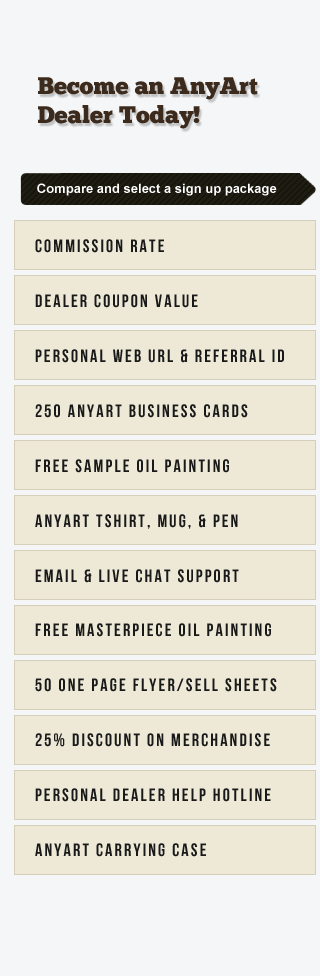 Become an AnyArt
Dealer Today!
Compare and select a sign up package
COMMISSION RATE
DEALER COUPON VALUE
PERSONAL WEB URL & REFERRAL ID
250 ANYART BUSINESS CARDS
FREE SAMPLE OIL PAINTING
ANYART TSHIRT, MUG, & PEN
EMAIL & LIVE CHAT SUPPORT
FREE MASTERPIECE OIL PAINTING
50 ONE PAGE FLYER/SELL SHEETS
25% DISCOUNT ON MERCHANDISE
PERSONAL DEALER HELP HOTLINE
ANYART CARRYING CASE